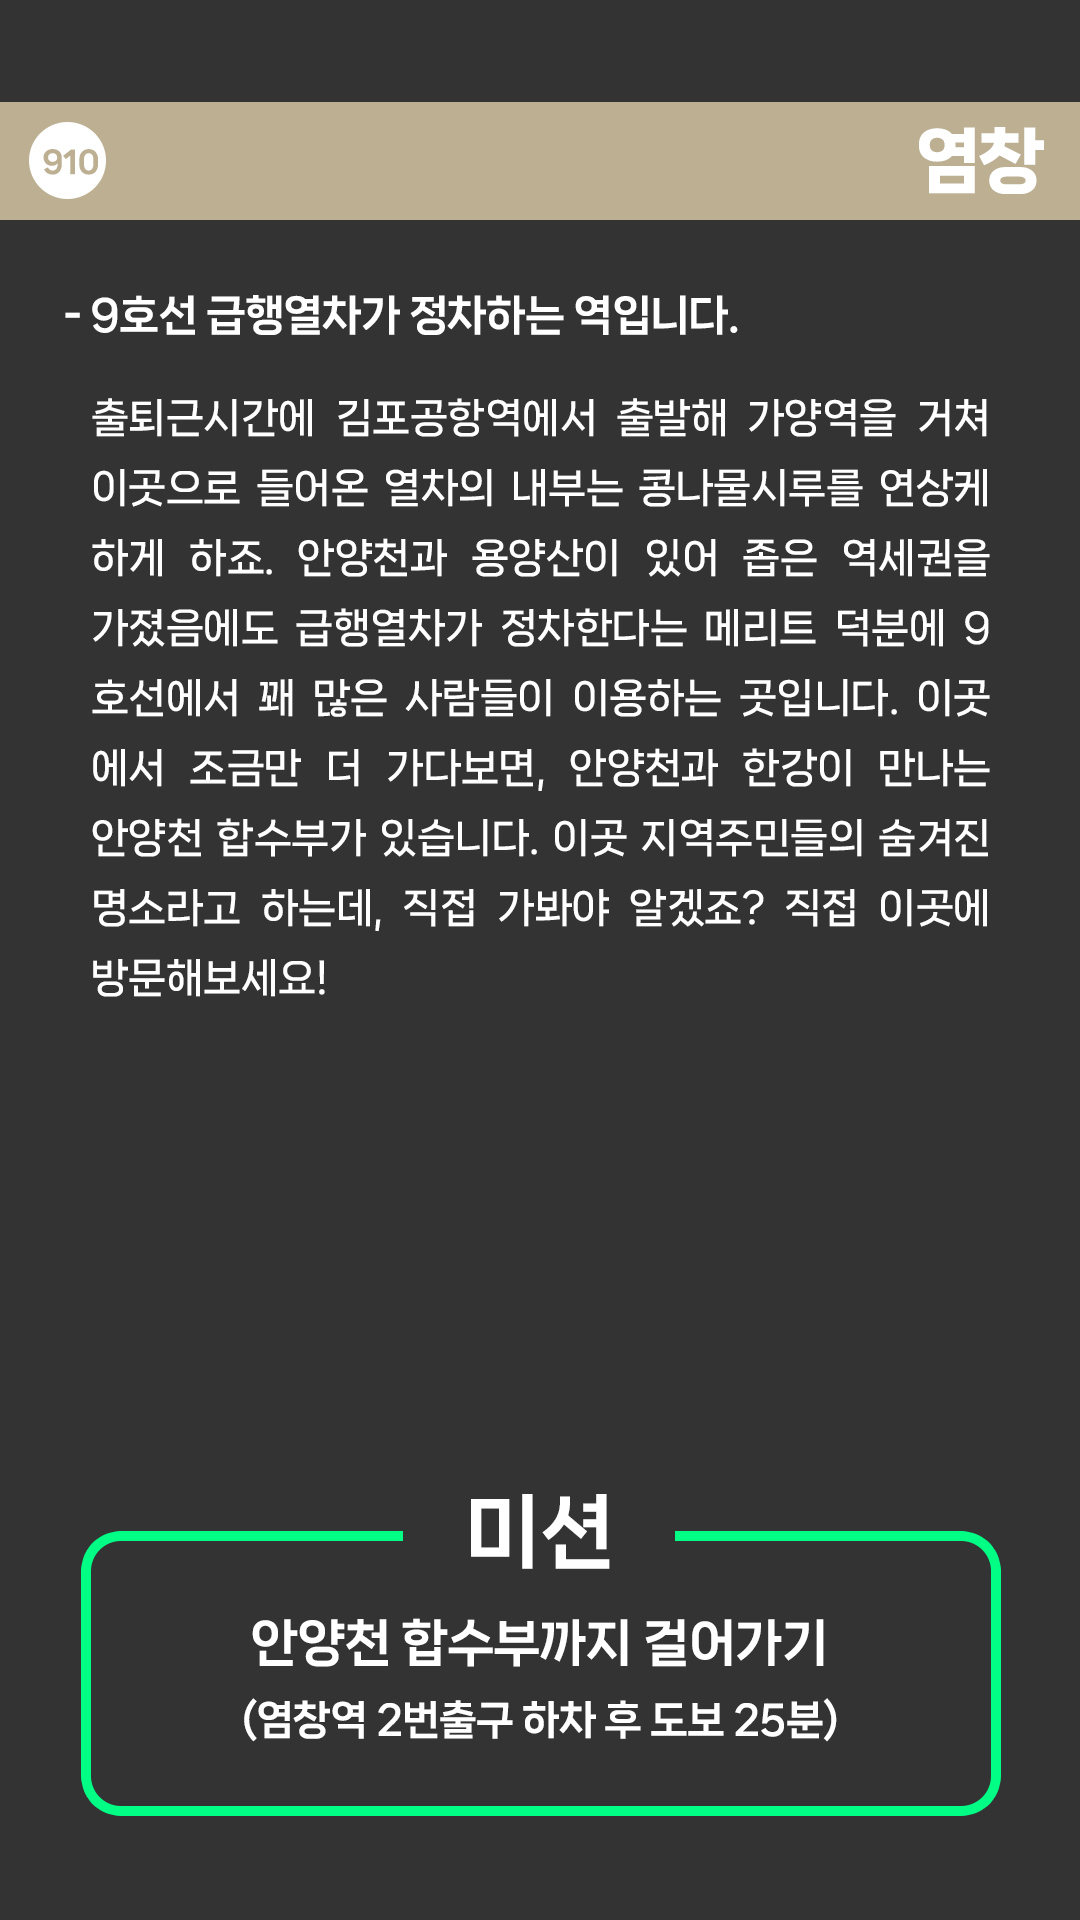 910
염창
- 9호선 급행열차가 정차하는 역입니다.
출퇴근시간에 김포공항역에서 출발해 가양역을 거쳐
이곳으로 들어온 열차의 내부는 콩나물시루를 연상케
하게 하죠. 안양천과 용양산이 있어 좁은 역세권을
가졌음에도 급행열차가 정차한다는 메리트 덕분에 9
호선에서 꽤 많은 사람들이 이용하는 곳입니다. 이곳
에서 조금만 더 가다보면, 안양천과 한강이 만나는
안양천 합수부가 있습니다. 이곳 지역주민들의 숨겨진
명소라고 하는데, 직접 가봐야 알겠죠? 직접 이곳에
방문해보세요!
미션
안양천 합수부까지 걸어가기
(염창역 2번출구 하차 후 도보 25분)